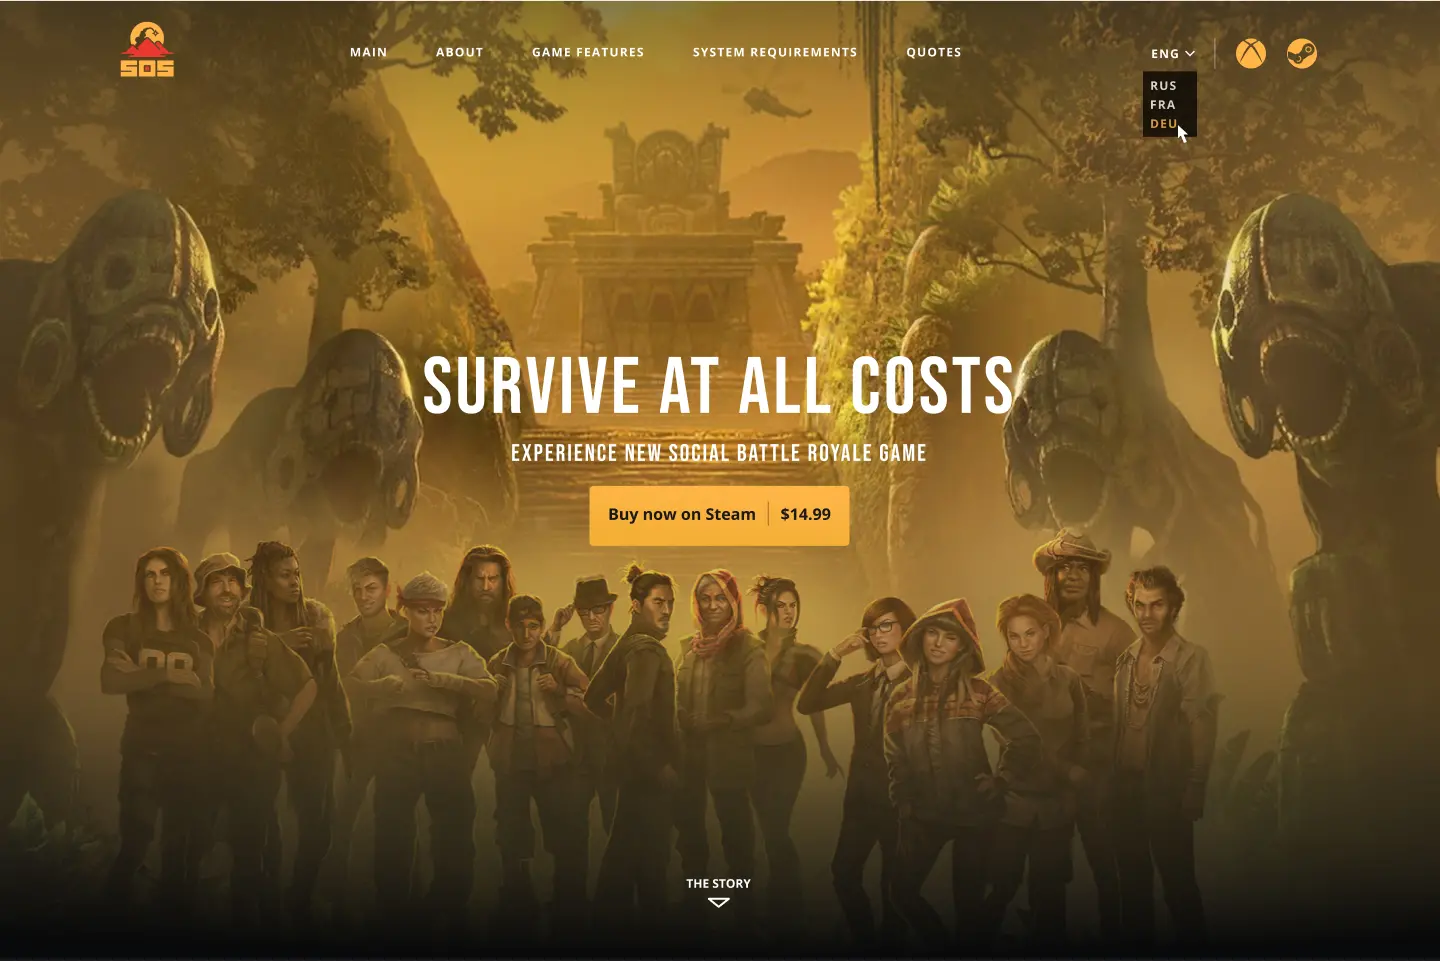 SOS
MAIN
ABOUT
GAME FEATURES
SYSTEM REQUIREMENTS
QUOTES
ENG
RUS
FRA
DEU
SURVIVE AT ALL COSTS
EXPERIENCE NEW SOCIAL BATTLE ROYALE GAME
Buy now on Steam
$14.99
THE STORY